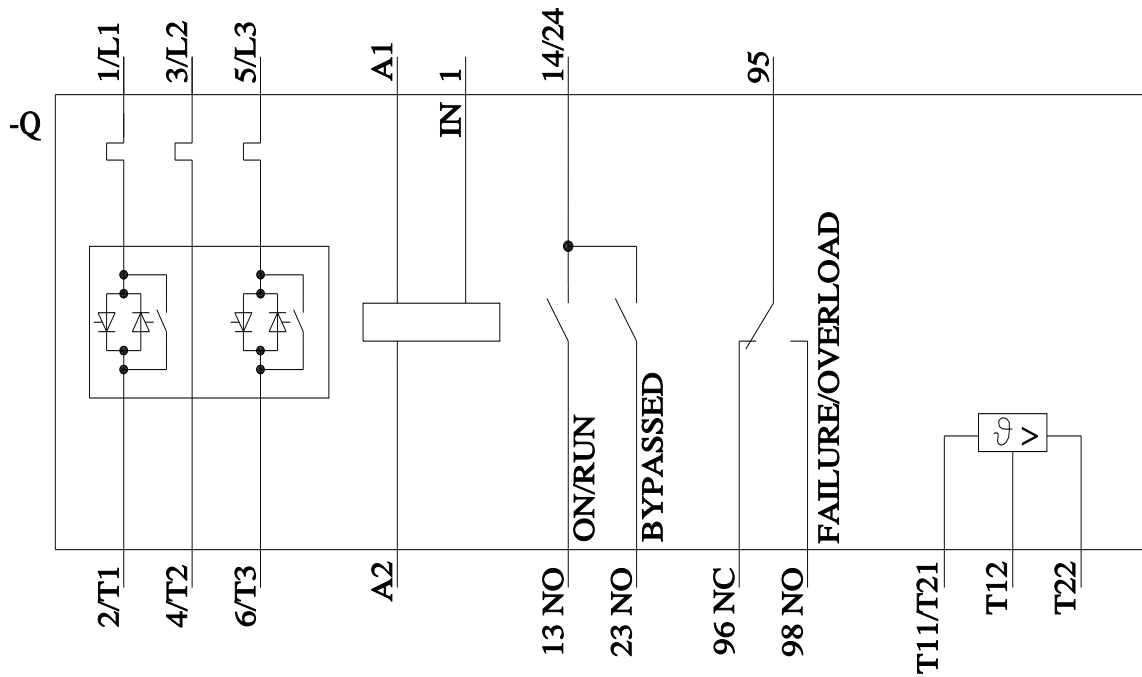 1/L1
3/L2
5/L3
A1
1
14/24
95
-Q
IN
ϑ >
ON/RUN
BYPASSED
FAILURE/OVERLOAD
2/T1
4/T2
6/T3
A2
13 NO
23 NO
96 NC
98 NO
T11/T21
T12
T22